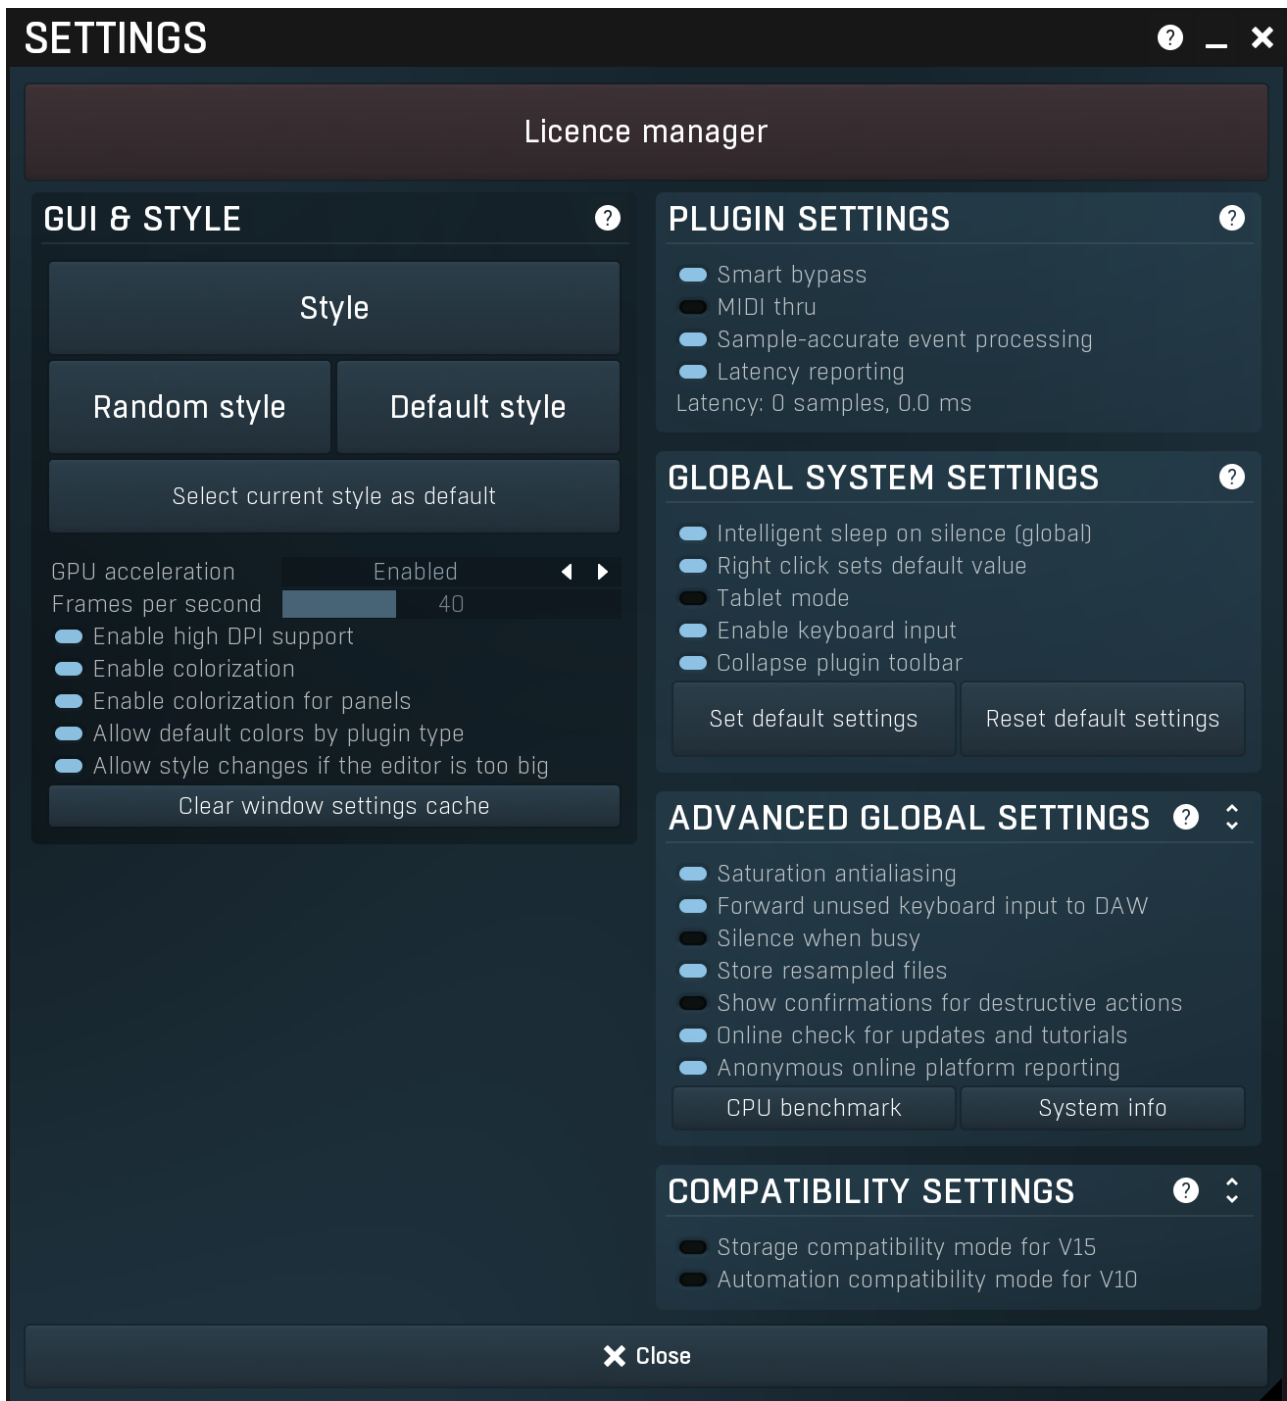 SETTINGS
Licence manager
GUI & STYLE
Style
Random style
Default style
Select current style as default
GPU acceleration Enabled
Frames per second 40
Enable high DPI support
Enable colorization
Enable colorization for panels
Allow default colors by plugin type
Allow style changes if the editor is too big
Clear window settings cache
PLUGIN SETTINGS
Smart bypass
MIDI thru
Sample-accurate event processing
Latency reporting
Latency: 0 samples, 0.0 ms
GLOBAL SYSTEM SETTINGS
Intelligent sleep on silence (global)
Right click sets default value
Tablet mode
Enable keyboard input
Collapse plugin toolbar
Set default settings
Reset default settings
ADVANCED GLOBAL SETTINGS
Saturation antialiasing
Forward unused keyboard input to DAW
Silence when busy
Store resampled files
Show confirmations for destructive actions
Online check for updates and tutorials
Anonymous online platform reporting
CPU benchmark
System info
COMPATIBILITY SETTINGS
Storage compatibility mode for V15
Automation compatibility mode for V10
Close